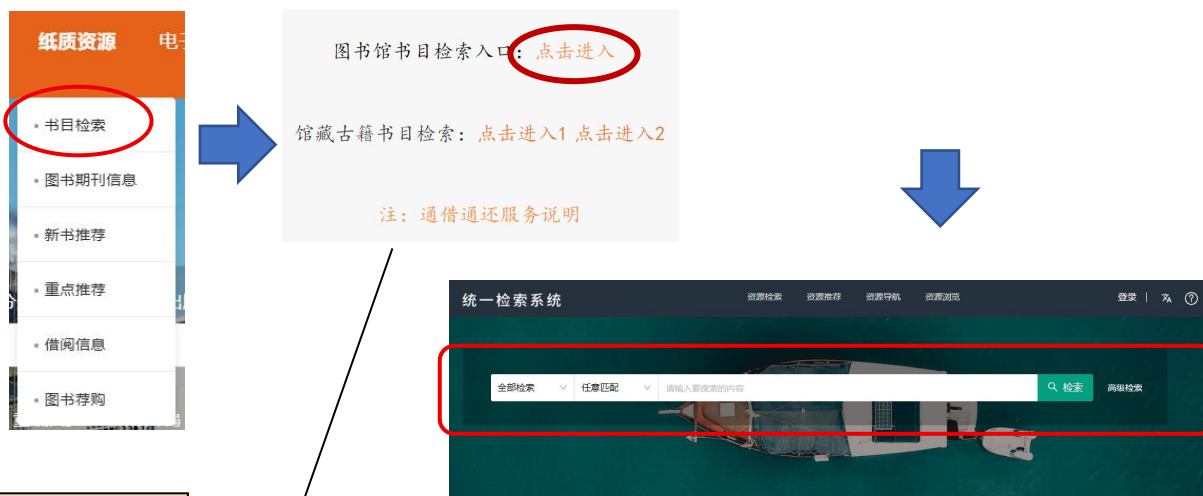 纸质资源
电子
书目检索
图书期刊信息
新书推荐
重点推荐
借阅信息
图书荐购
图书馆书目检索入口：点击进入
馆藏古籍书目检索：点击进入1 点击进入2
注：通借通还服务说明
统一检索系统
资源检索 资源推荐 资源导航 资源浏览
登录
全部检索 任意匹配 请输入要搜索的内容 检索 高级检索